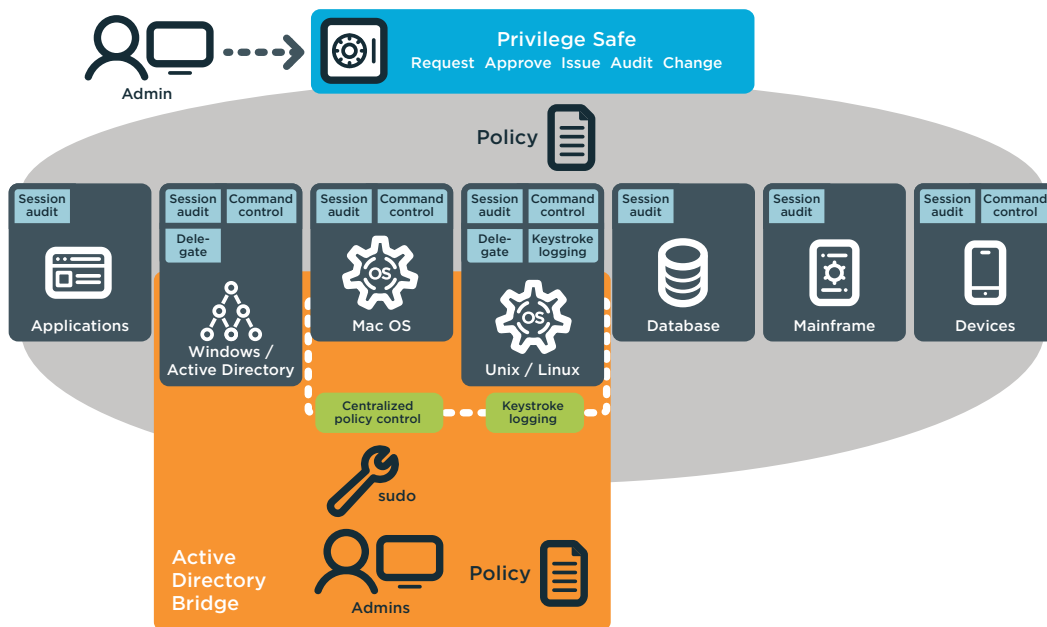 Privilege Safe
Request Approve Issue Audit Change
Admin
Policy
Session
audit
Applications
Session
audit
Command
control
Dele-
gate
Windows /
Active Directory
Session
audit
Command
control
OS
Mac OS
Session
audit
Command
control
Dele-
gate
Keystroke
logging
OS
Unix / Linux
Session
audit
Database
Session
audit
Mainframe
Session
audit
Command
control
Devices
Centralized
policy control
Keystroke
logging
sudo
Active
Directory
Bridge
Admins
Policy